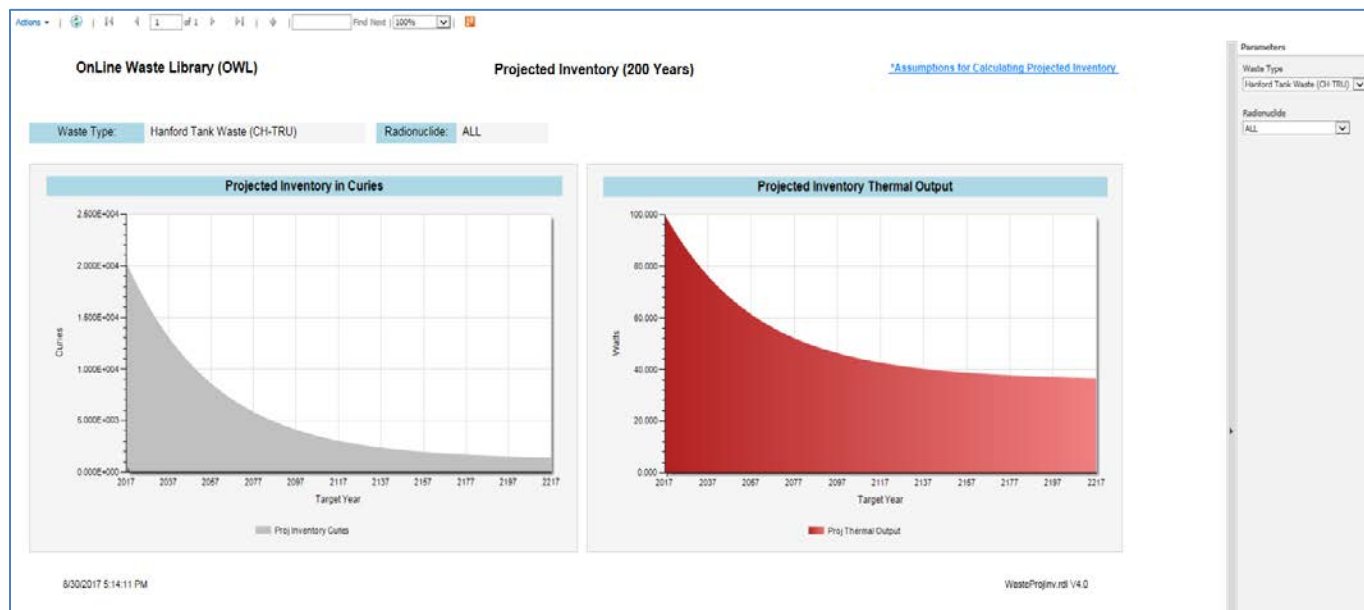 Actions
1 of 1
Find Next
100%
OnLine Waste Library (OWL)
Projected Inventory (200 Years)
*Assumptions for Calculating Projected Inventory
Parameters
Waste Type
Hanford Tank Waste (CH-TRU)
Radionuclide
ALL
Waste Type: Hanford Tank Waste (CH-TRU)
Radionuclide: ALL
Projected Inventory in Curies
2.500E+004
2.000E+004
1.500E+004
1.000E+004
5.000E+003
0.000E+000
Curies
2017 2037 2057 2077 2097 2117 2137 2157 2177 2197 2217
Target Year
Proj Inventory Curies
Projected Inventory Thermal Output
100.000
80.000
60.000
40.000
20.000
0.000
Watts
2017 2037 2057 2077 2097 2117 2137 2157 2177 2197 2217
Target Year
Proj Thermal Output
8/30/2017 5:14:11 PM
WasteProjInv.rdl V4.0